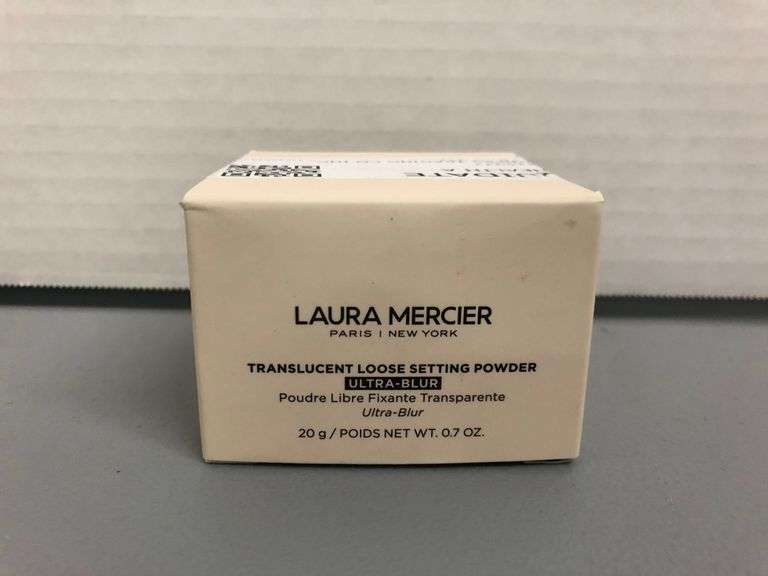 LAURA MERCIER
PARIS | NEW YORK
TRANSLUCENT LOOSE SETTING POWDER
ULTRA-BLUR
Poudre Libre Fixante Transparente
Ultra-Blur
20 g / POIDS NET WT. 0.7 OZ.